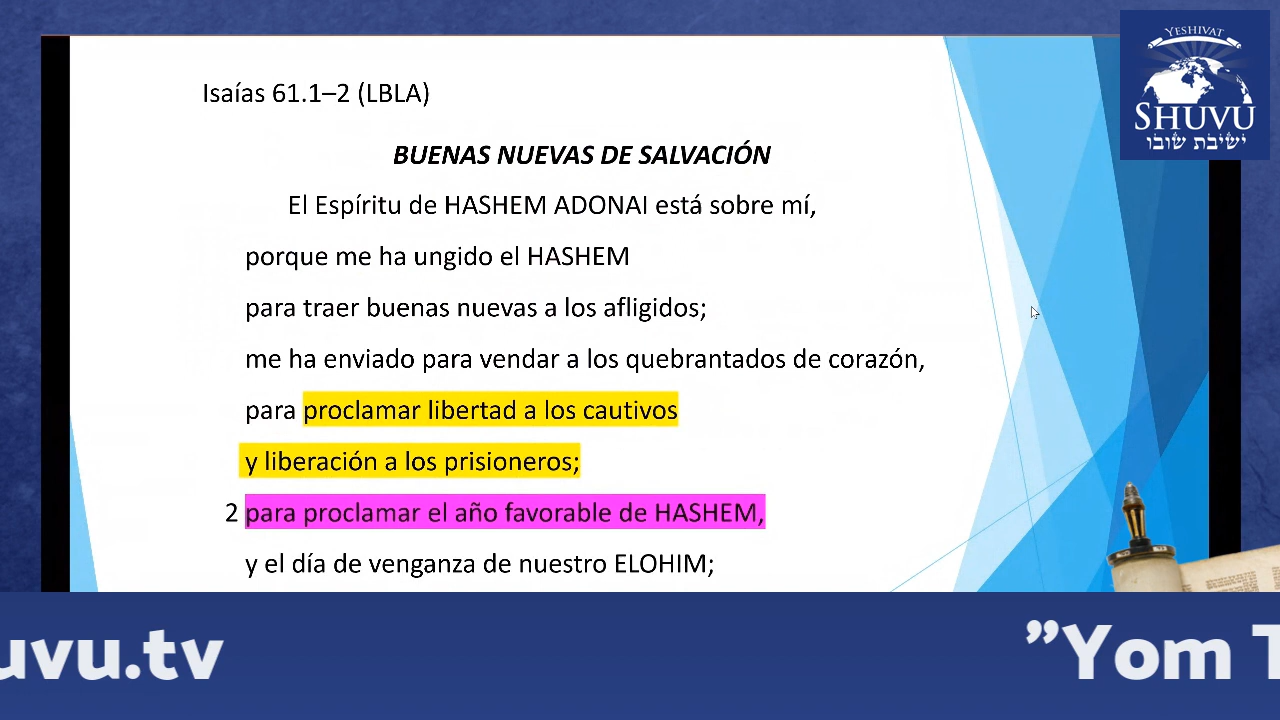 Isaías 61.1–2 (LBLA)
BUENAS NUEVAS DE SALVACIÓN
El Espíritu de HASHEM ADONAI está sobre mí,
porque me ha ungido el HASHEM
para traer buenas nuevas a los afligidos;
me ha enviado para vendar a los quebrantados de corazón,
para proclamar libertad a los cautivos
y liberación a los prisioneros;
2 para proclamar el año favorable de HASHEM,
y el día de venganza de nuestro ELOHIM;
YESHIVAT
SHUVU
ישיבת שובו
uvu.tv
”Yom T